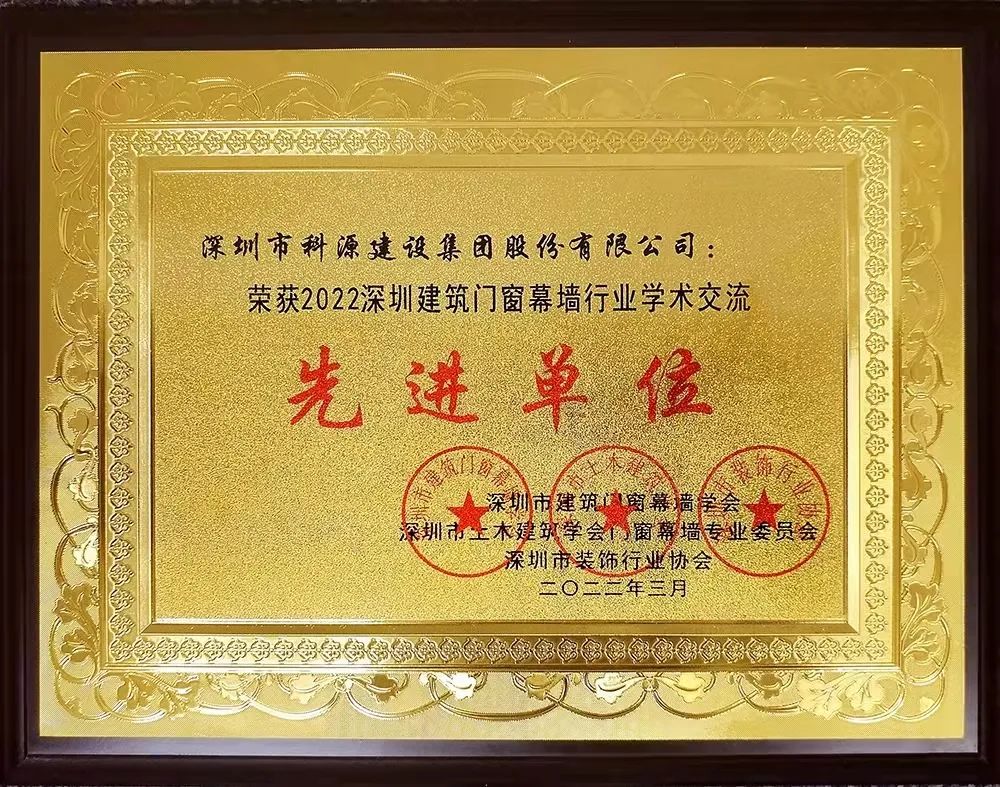 深圳市科源建设集团股份有限公司：
荣获2022深圳建筑门窗幕墙行业学术交流
先进单位
深圳市建筑门窗幕墙学会
深圳市土木建筑学会门窗幕墙专业委员会
深圳市装饰行业协会
二〇二二年三月